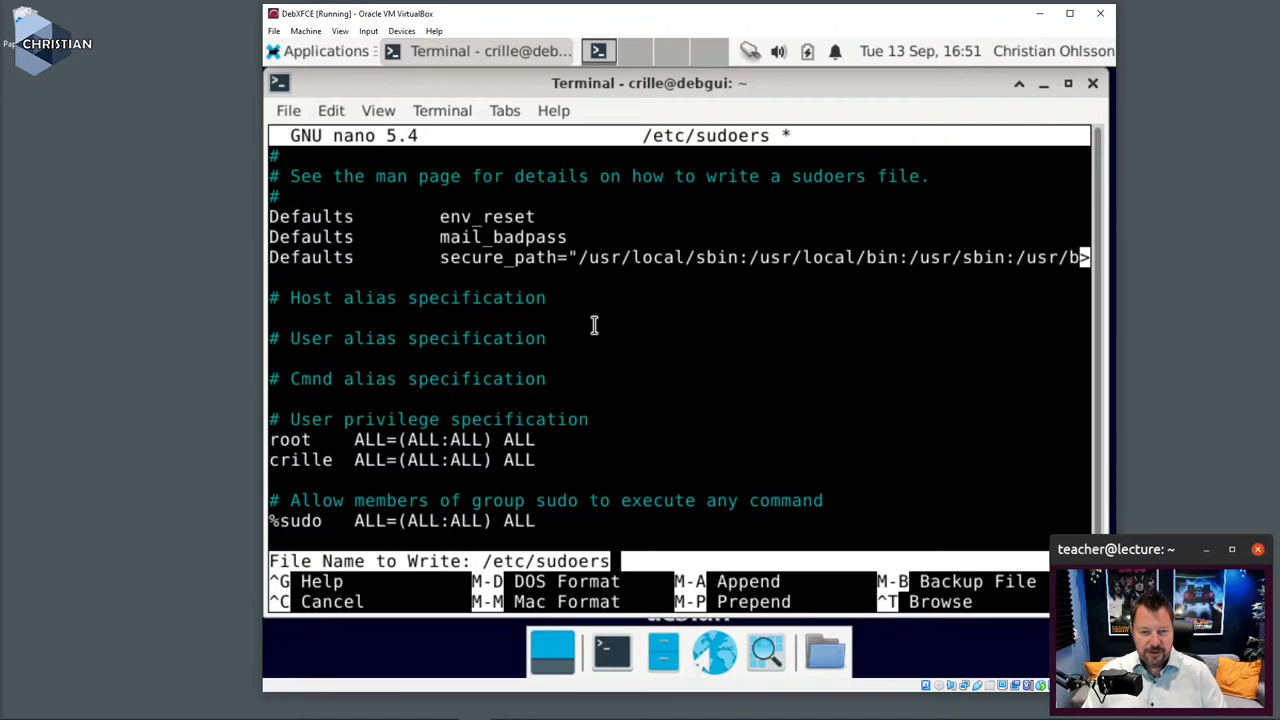 CHRISTIAN
DebXFCE [Running] - Oracle VM VirtualBox
File Machine View Input Devices Help
Applications Terminal - crille@deb... Tue 13 Sep, 16:51 Christian Ohlsson
Terminal - crille@debgui: ~
File Edit View Terminal Tabs Help
GNU nano 5.4 /etc/sudoers *
#
# See the man page for details on how to write a sudoers file.
#
Defaults env_reset
Defaults mail_badpass
Defaults secure_path="/usr/local/sbin:/usr/local/bin:/usr/sbin:/usr/b>
# Host alias specification
# User alias specification
# Cmnd alias specification
# User privilege specification
root ALL=(ALL:ALL) ALL
crille ALL=(ALL:ALL) ALL
# Allow members of group sudo to execute any command
%sudo ALL=(ALL:ALL) ALL
File Name to Write: /etc/sudoers
^G Help M-D DOS Format M-A Append M-B Backup File
^C Cancel M-M Mac Format M-P Prepend ^T Browse
teacher@lecture: ~